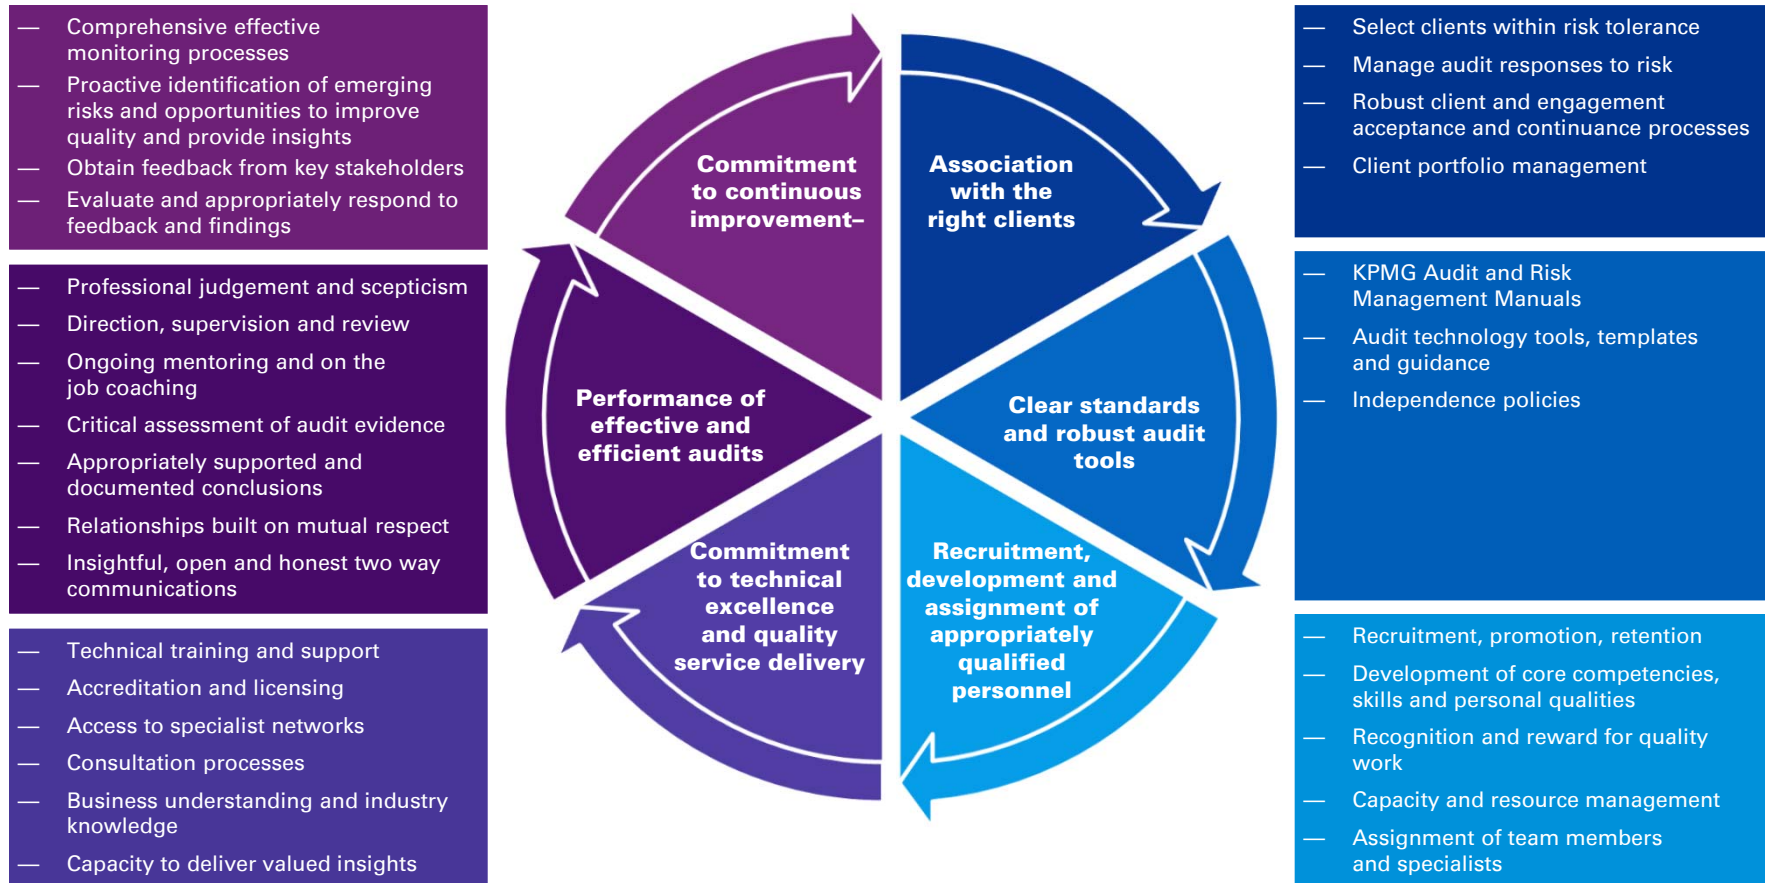 — Comprehensive effective
monitoring processes
— Proactive identification of emerging
risks and opportunities to improve
quality and provide insights
— Obtain feedback from key stakeholders
— Evaluate and appropriately respond to
feedback and findings
— Professional judgement and scepticism
— Direction, supervision and review
— Ongoing mentoring and on the
job coaching
— Critical assessment of audit evidence
— Appropriately supported and
documented conclusions
— Relationships built on mutual respect
— Insightful, open and honest two way
communications
— Technical training and support
— Accreditation and licensing
— Access to specialist networks
— Consultation processes
— Business understanding and industry
knowledge
— Capacity to deliver valued insights
Commitment
to continuous
improvement–
Association
with the
right clients
Performance of
effective and
efficient audits
Clear standards
and robust audit
tools
Commitment
to technical
excellence
and quality
service delivery
Recruitment,
development and
assignment of
appropriately
qualified
personnel
— Select clients within risk tolerance
— Manage audit responses to risk
— Robust client and engagement
acceptance and continuance processes
— Client portfolio management
— KPMG Audit and Risk
Management Manuals
— Audit technology tools, templates
and guidance
— Independence policies
— Recruitment, promotion, retention
— Development of core competencies,
skills and personal qualities
— Recognition and reward for quality
work
— Capacity and resource management
— Assignment of team members
and specialists